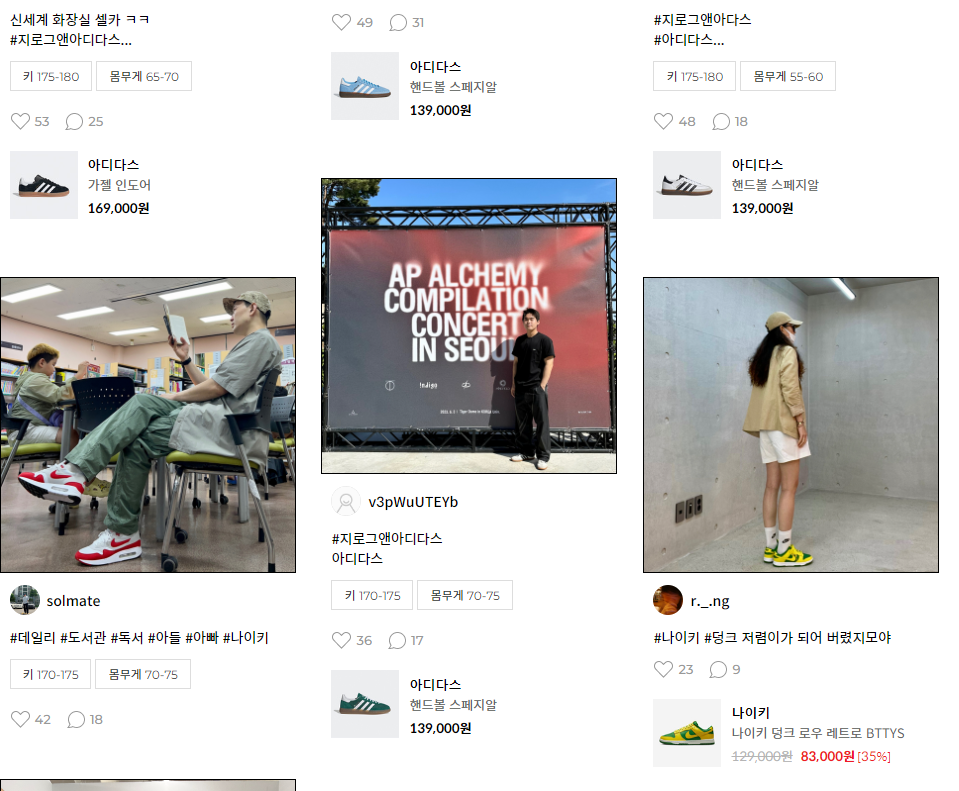 신세계 화장실 셀카 ㅋㅋ
#지로그앤아디다스...
키 175-180
몸무게 65-70
53
25
아디다스
가젤 인도어
169,000원
solmate
#데일리 #도서관 #독서 #아들 #아빠 #나이키
키 170-175
몸무게 70-75
42
18
49
31
아디다스
핸드볼 스페지알
139,000원
AP ALCHEMY
COMPILATION
CONCERT
IN SEOUL
indigo
v3pWuUTEYb
#지로그앤아디다스
아디다스
키 170-175
몸무게 70-75
36
17
아디다스
핸드볼 스페지알
139,000원
#지로그앤아디다스
#아디다스...
키 175-180
몸무게 55-60
48
18
아디다스
핸드볼 스페지알
139,000원
r._.ng
#나이키 #덩크 저렴이가 되어 버렸지모야
23
9
나이키
나이키 덩크 로우 레트로 BTTYS
129,000원 83,000원 [35%]